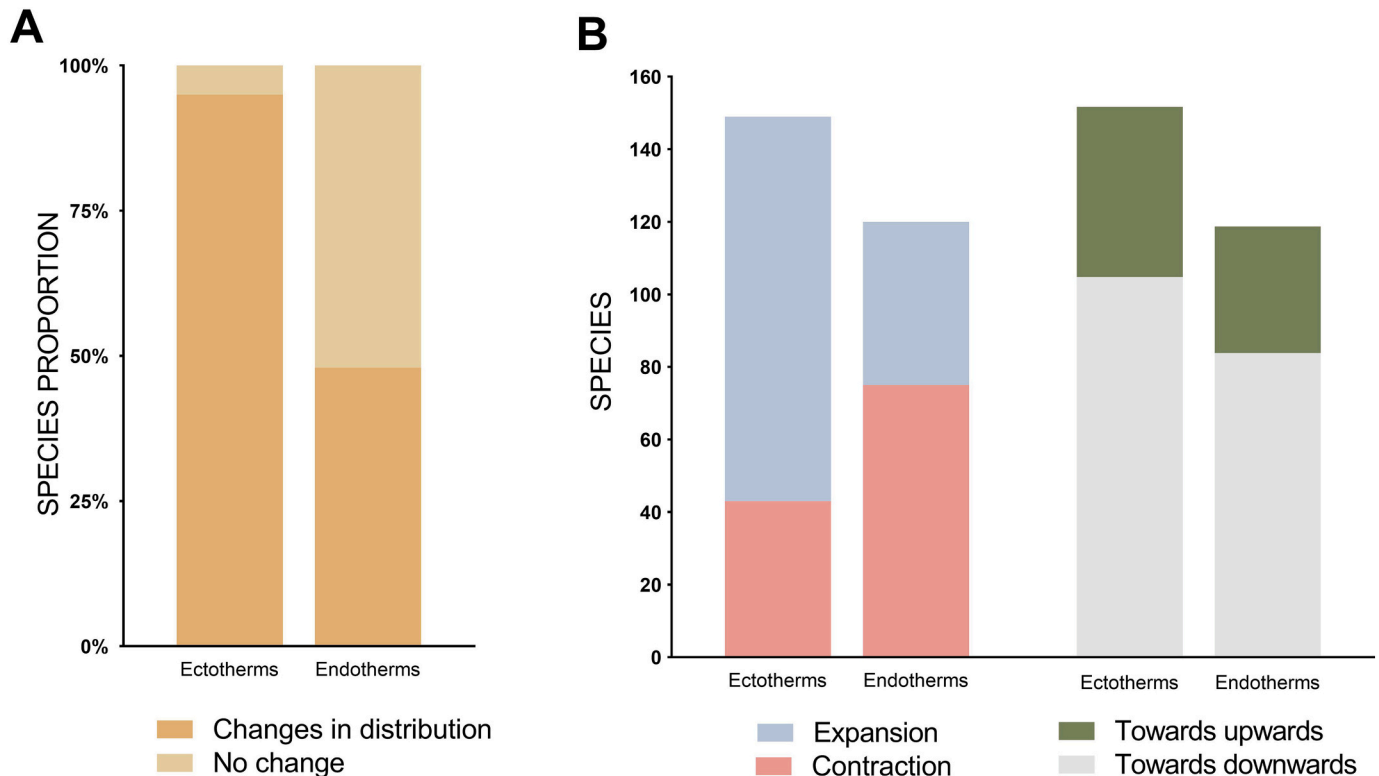 A
SPECIES PROPORTION
100%
75%
50%
25%
0%
Ectotherms
Endotherms
Changes in distribution
No change
B
SPECIES
160
140
120
100
80
60
40
20
0
Ectotherms
Endotherms
Ectotherms
Endotherms
Expansion
Contraction
Towards upwards
Towards downwards